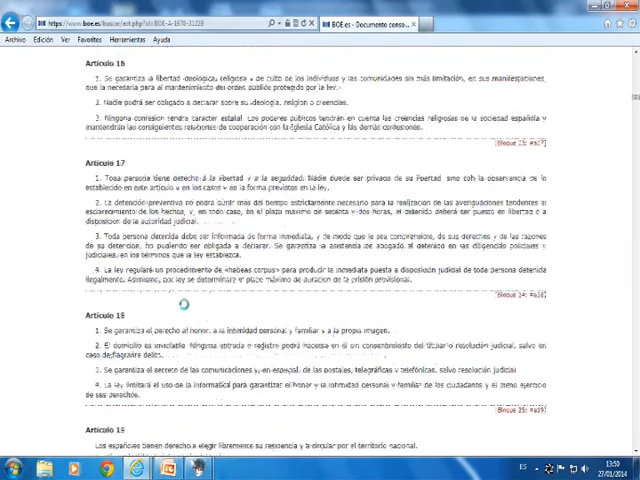 https://www.boe.es/buscar/act.php?id=BOE-A-1978-31229
BOE.es - Documento conso...
Archivo Edición Ver Favoritos Herramientas Ayuda
Artículo 16
1. Se garantiza la libertad ideológica, religiosa y de culto de los individuos y las comunidades sin más limitación, en sus manifestaciones,
que la necesaria para el mantenimiento del orden público protegido por la ley.
2. Nadie podrá ser obligado a declarar sobre su ideología, religión o creencias.
3. Ninguna confesión tendrá carácter estatal. Los poderes públicos tendrán en cuenta las creencias religiosas de la sociedad española y
mantendrán las consiguientes relaciones de cooperación con la Iglesia Católica y las demás confesiones.
[Bloque 23: #a17]
Artículo 17
1. Toda persona tiene derecho a la libertad y a la seguridad. Nadie puede ser privado de su libertad, sino con la observancia de lo
establecido en este artículo y en los casos y en la forma previstos en la ley.
2. La detención preventiva no podrá durar más del tiempo estrictamente necesario para la realización de las averiguaciones tendentes al
esclarecimiento de los hechos, y, en todo caso, en el plazo máximo de setenta y dos horas, el detenido deberá ser puesto en libertad o a
disposición de la autoridad judicial.
3. Toda persona detenida debe ser informada de forma inmediata, y de modo que le sea comprensible, de sus derechos y de las razones
de su detención, no pudiendo ser obligada a declarar. Se garantiza la asistencia de abogado al detenido en las diligencias policiales y
judiciales, en los términos que la ley establezca.
4. La ley regulará un procedimiento de «habeas corpus» para producir la inmediata puesta a disposición judicial de toda persona detenida
ilegalmente. Asimismo, por ley se determinará el plazo máximo de duración de la prisión provisional.
[Bloque 24: #a18]
Artículo 18
1. Se garantiza el derecho al honor, a la intimidad personal y familiar y a la propia imagen.
2. El domicilio es inviolable. Ninguna entrada o registro podrá hacerse en él sin consentimiento del titular o resolución judicial, salvo en
caso de flagrante delito.
3. Se garantiza el secreto de las comunicaciones y, en especial, de las postales, telegráficas y telefónicas, salvo resolución judicial.
4. La ley limitará el uso de la informática para garantizar el honor y la intimidad personal y familiar de los ciudadanos y el pleno ejercicio
de sus derechos.
[Bloque 25: #a19]
Artículo 19
Los españoles tienen derecho a elegir libremente su residencia y a circular por el territorio nacional.
ES
13:50
27/01/2014